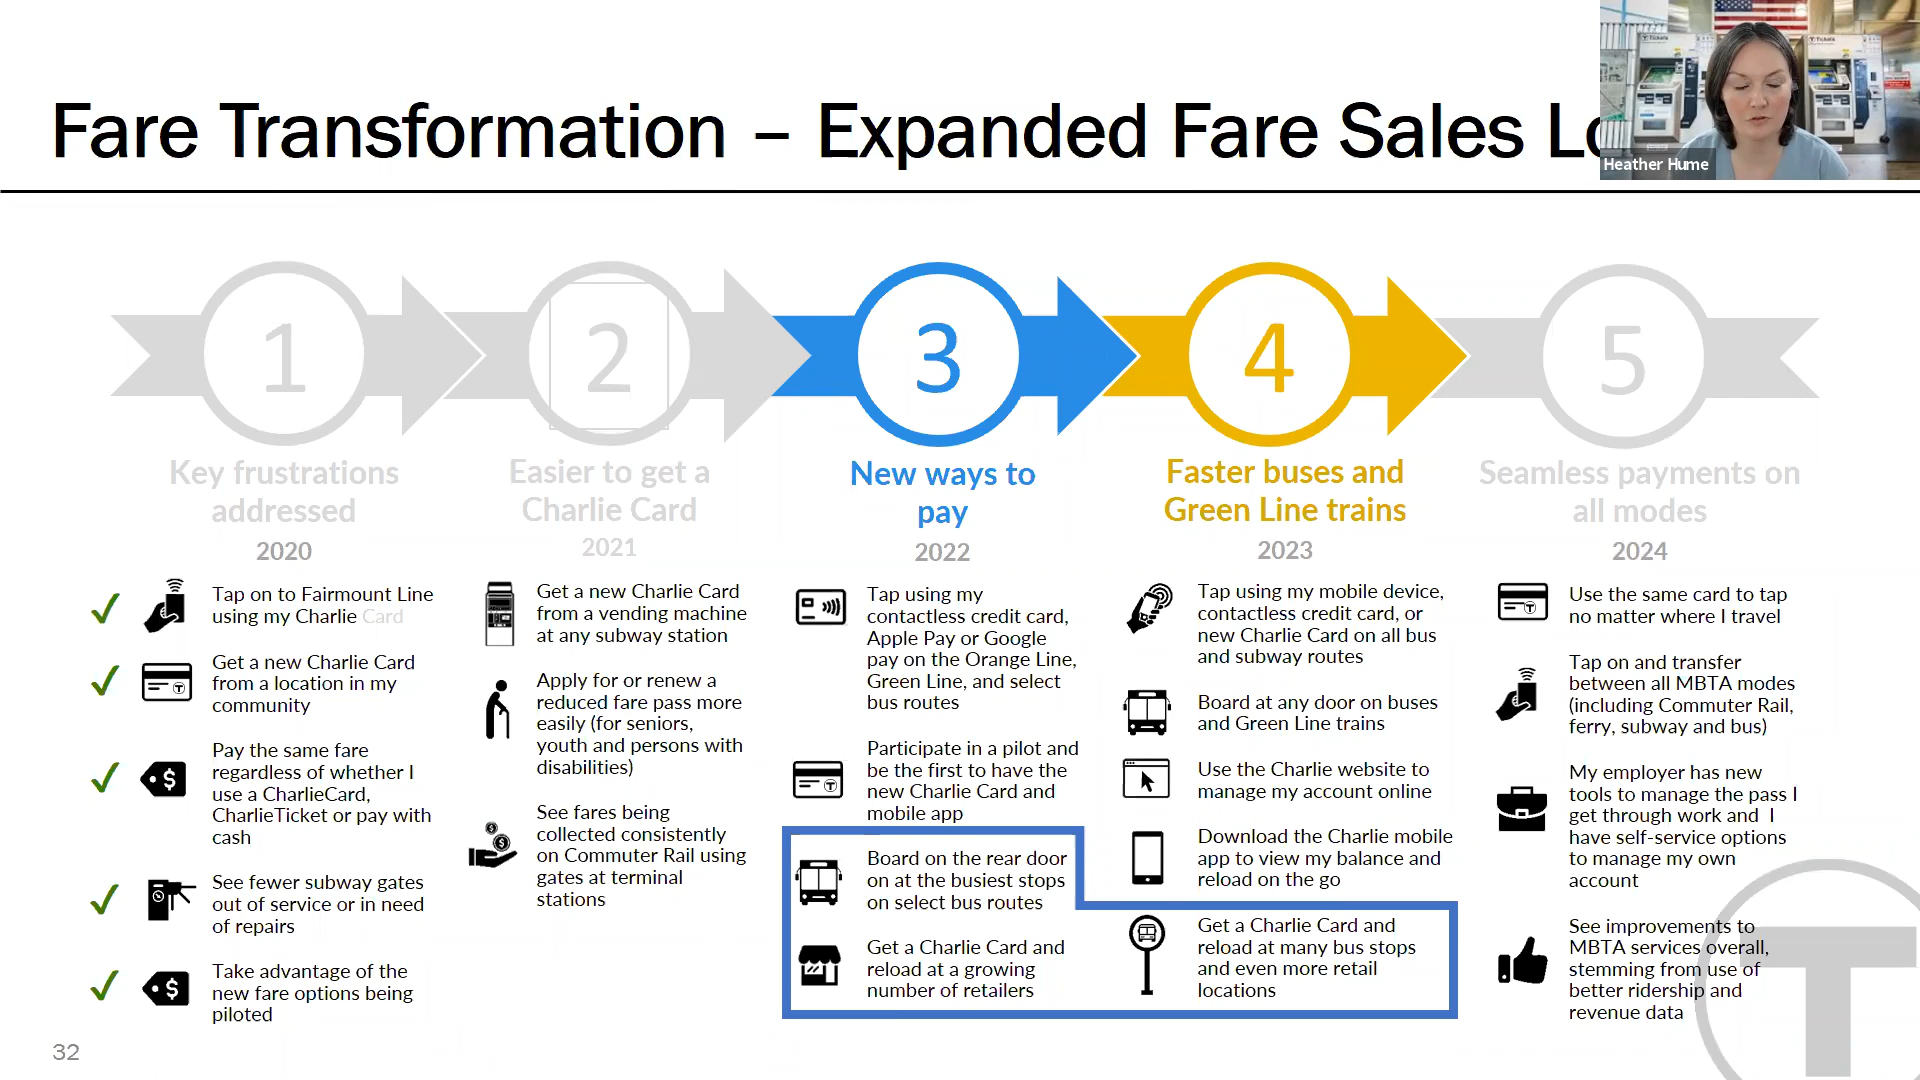 Fare Transformation – Expanded Fare Sales Lo
Heather Hume
1
Key frustrations
addressed
2020
Tap on to Fairmount Line
using my Charlie Card
Get a new Charlie Card
from a location in my
community
Pay the same fare
regardless of whether I
use a CharlieCard,
CharlieTicket or pay with
cash
See fewer subway gates
out of service or in need
of repairs
Take advantage of the
new fare options being
piloted
2
Easier to get a
Charlie Card
2021
Get a new Charlie Card
from a vending machine
at any subway station
Apply for or renew a
reduced fare pass more
easily (for seniors,
youth and persons with
disabilities)
See fares being
collected consistently
on Commuter Rail using
gates at terminal
stations
3
New ways to
pay
2022
Tap using my
contactless credit card,
Apple Pay or Google
pay on the Orange Line,
Green Line, and select
bus routes
Participate in a pilot and
be the first to have the
new Charlie Card and
mobile app
Board on the rear door
on at the busiest stops
on select bus routes
Get a Charlie Card and
reload at a growing
number of retailers
4
Faster buses and
Green Line trains
2023
Tap using my mobile device,
contactless credit card, or
new Charlie Card on all bus
and subway routes
Board at any door on buses
and Green Line trains
Use the Charlie website to
manage my account online
Download the Charlie mobile
app to view my balance and
reload on the go
Get a Charlie Card and
reload at many bus stops
and even more retail
locations
5
Seamless payments on
all modes
2024
Use the same card to tap
no matter where I travel
Tap on and transfer
between all MBTA modes
(including Commuter Rail,
ferry, subway and bus)
My employer has new
tools to manage the pass I
get through work and I
have self-service options
to manage my own
account
See improvements to
MBTA services overall,
stemming from use of
better ridership and
revenue data
T
32